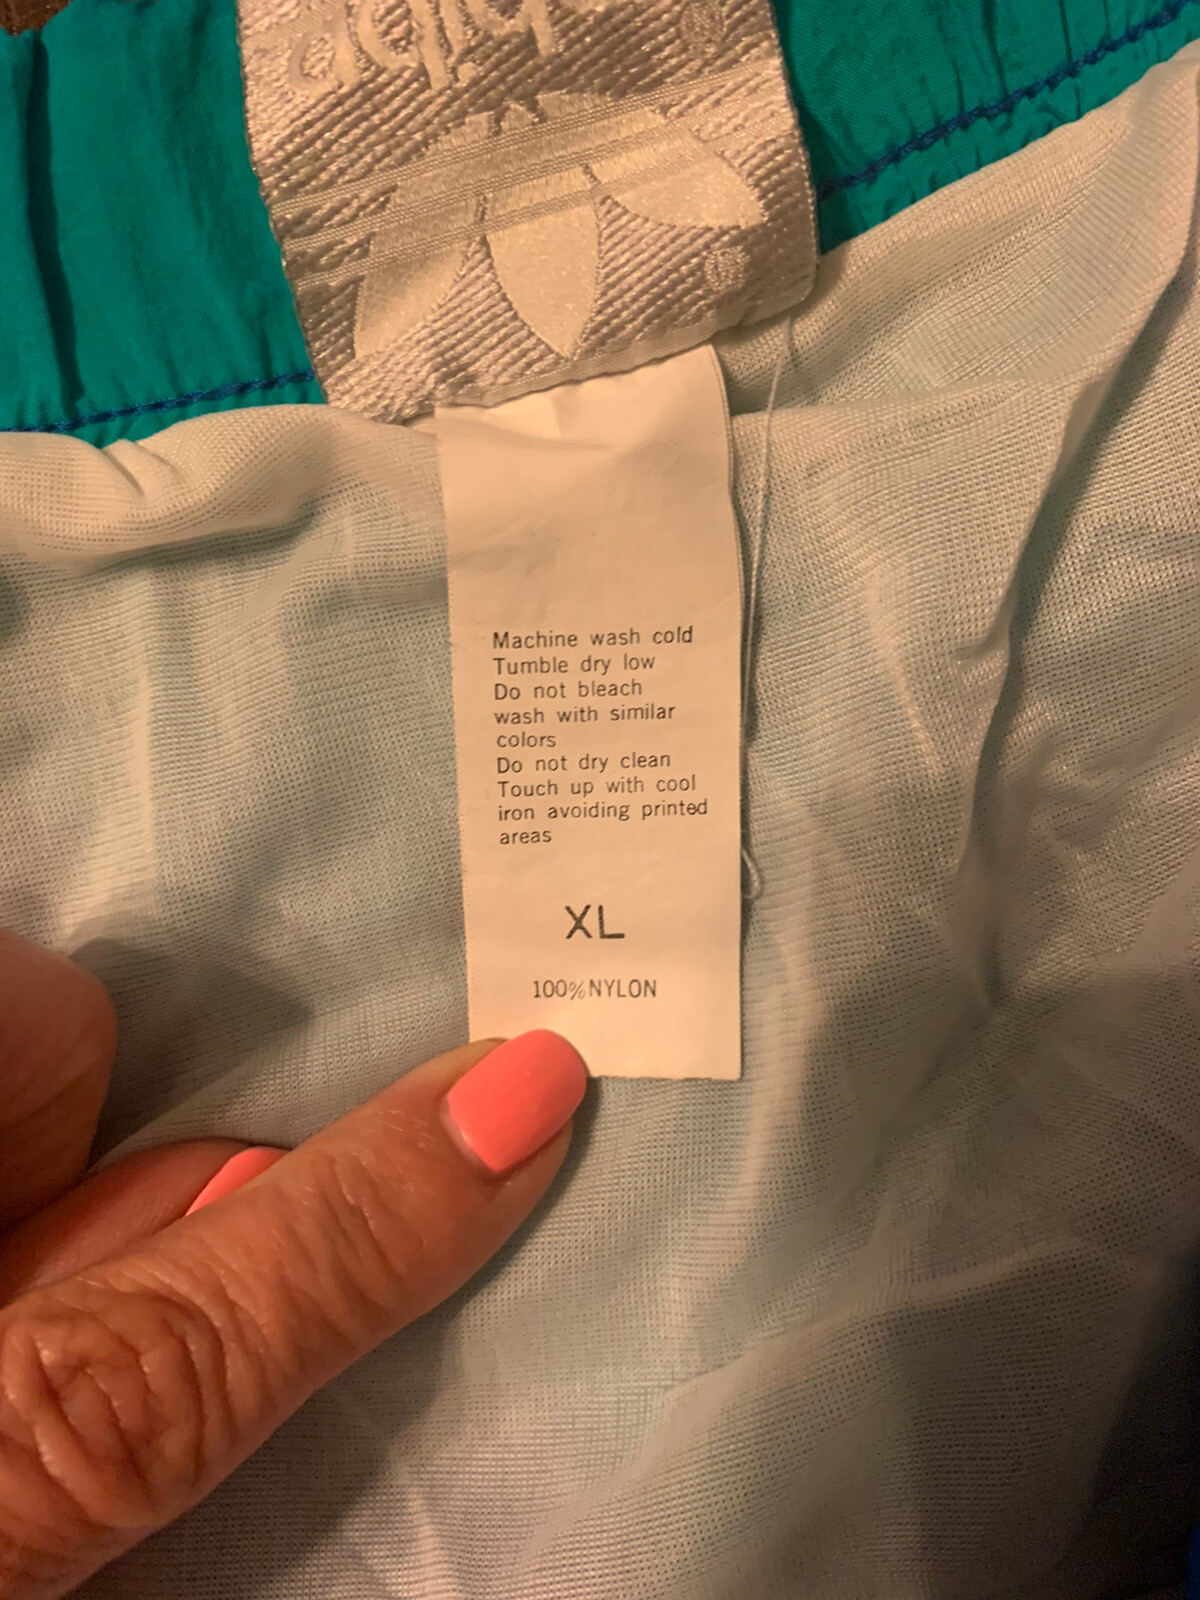 Machine wash cold
Tumble dry low
Do not bleach
wash with similar
colors
Do not dry clean
Touch up with cool
iron avoiding printed
areas
XL
100%NYLON